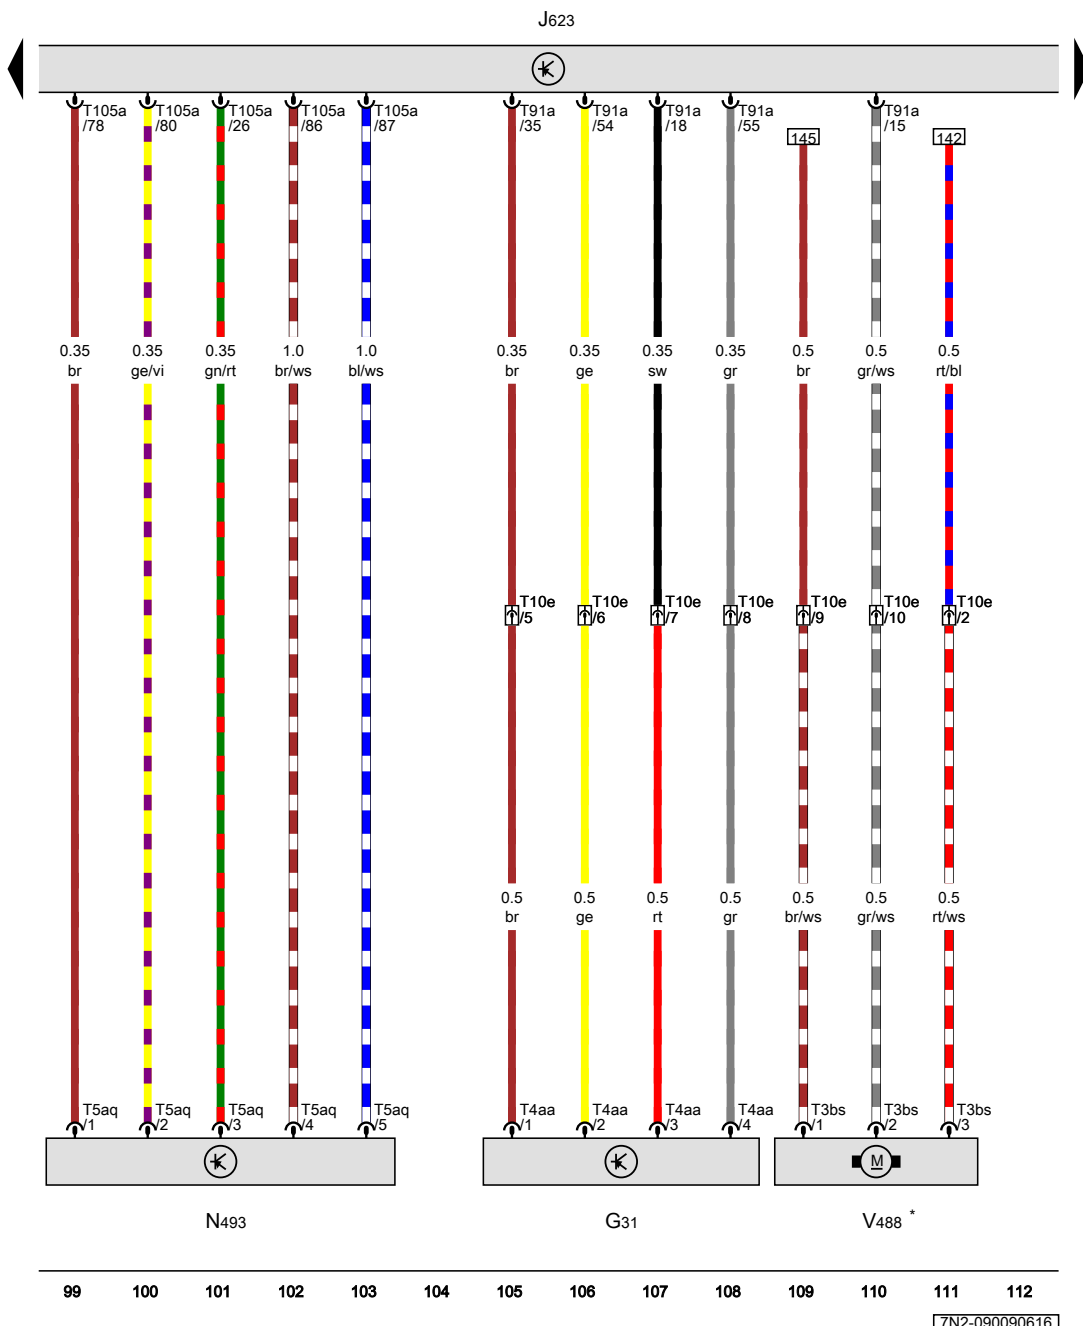 J623
T105a T105a T105a T105a T105a T91a T91a T91a T91a T91a
/78 /80 /26 /86 /87 /35 /54 /18 /55 /15
145 142
0.35 0.35 0.35 1.0 1.0 0.35 0.35 0.35 0.35 0.5 0.5 0.5
br ge/vi gn/rt br/ws bl/ws br ge sw gr br gr/ws rt/bl
T10e T10e T10e T10e T10e T10e T10e
/5 /6 /7 /8 /9 /10 /2
0.5 0.5 0.5 0.5 0.5 0.5 0.5
br ge rt gr br/ws gr/ws rt/ws
T5aq T5aq T5aq T5aq T5aq T4aa T4aa T4aa T4aa T3bs T3bs T3bs
/1 /2 /3 /4 /5 /1 /2 /3 /4 /1 /2 /3
M
N493 G31 V488 *
99 100 101 102 103 104 105 106 107 108 109 110 111 112
7N2-090090616